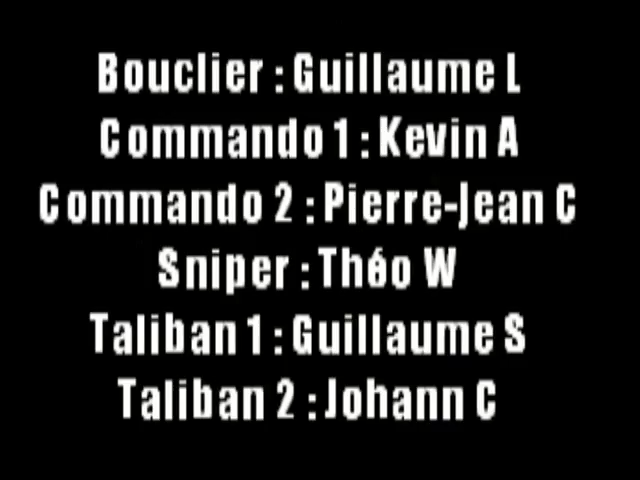 Bouclier : Guillaume L
Commando 1 : Kevin A
Commando 2 : Pierre-Jean C
Sniper : Théo W
Taliban 1 : Guillaume S
Taliban 2 : Johann C